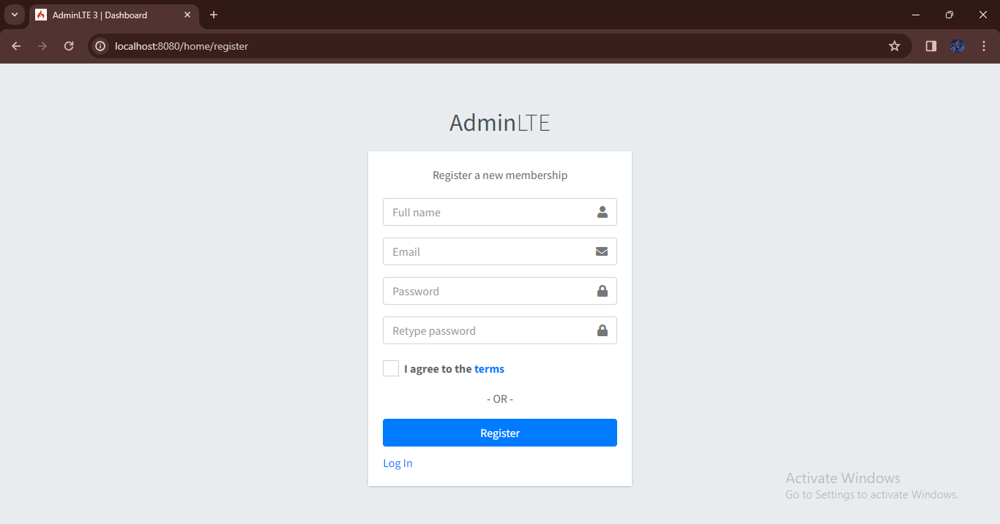 AdminLTE 3 | Dashboard
localhost:8080/home/register
AdminLTE
Register a new membership
Full name
Email
Password
Retype password
I agree to the terms
- OR -
Register
Log In
Activate Windows
Go to Settings to activate Windows.